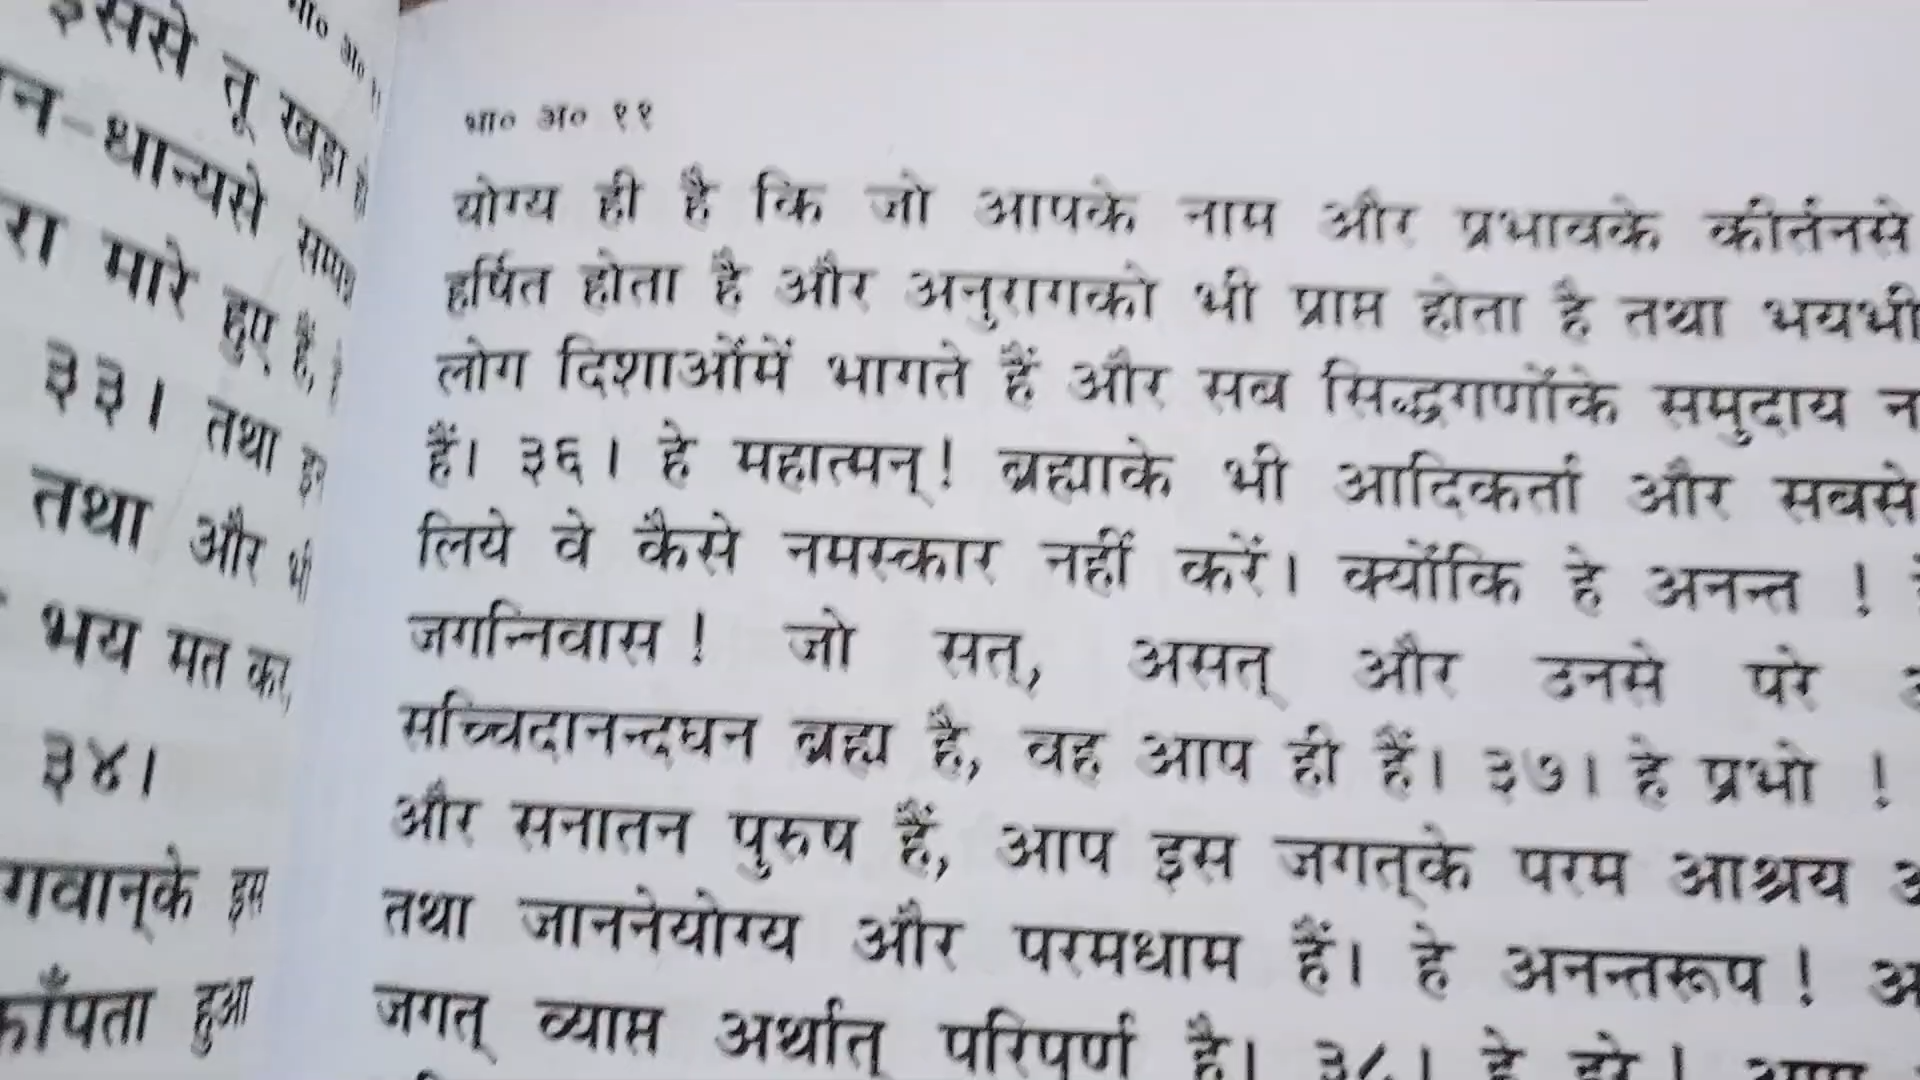 इससे तू खड़ा
धान्यसे
मारे हुए हैं,
३३। तथा
तथा और भी
भय मत कर,
३४।
इस
हुआ
भा० अ० ११
योग्य ही है कि जो आपके नाम और प्रभावके कीर्तनसे
हर्षित होता है और अनुरागको भी प्राप्त होता है तथा
लोग दिशाओंमें भागते हैं और सब सिद्धगणोंके समुदाय
हैं। ३६। हे महात्मन्! ब्रह्माके भी आदिकर्ता और सबसे
लिये वे कैसे नमस्कार नहीं करें। क्योंकि हे अनन्त !
जगन्निवास! जो सत्, असत् और उनसे परे
सच्चिदानन्दघन ब्रह्म है, वह आप ही हैं। ३७। हे प्रभो !
और सनातन पुरुष हैं, आप इस जगत्‌के परम आश्रय
तथा जाननेयोग्य और परमधाम हैं। हे अनन्तरूप!
जगत् व्याप्त अर्थात् परिपूर्ण है। ३८। हे हरे!